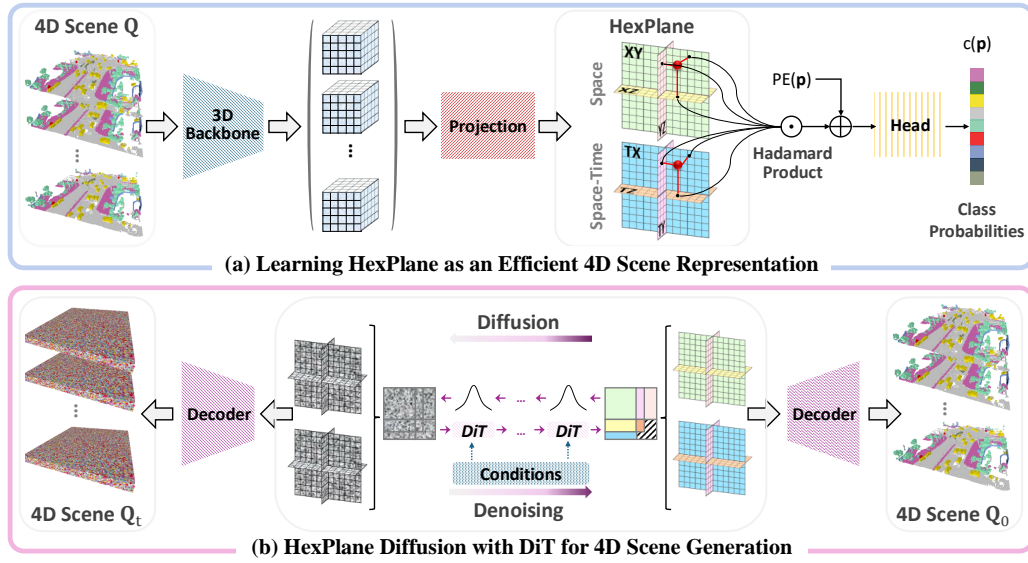 4D Scene Q
3D
Backbone
Projection
HexPlane
Space
XY
XZ
YZ
Space-Time
TX
TZ
TY
PE(p)
Hadamard
Product
Head
c(p)
Class
Probabilities
(a) Learning HexPlane as an Efficient 4D Scene Representation
4D Scene Qt
Decoder
Diffusion
...
DiT ... DiT
Conditions
Denoising
Decoder
4D Scene Q0
(b) HexPlane Diffusion with DiT for 4D Scene Generation